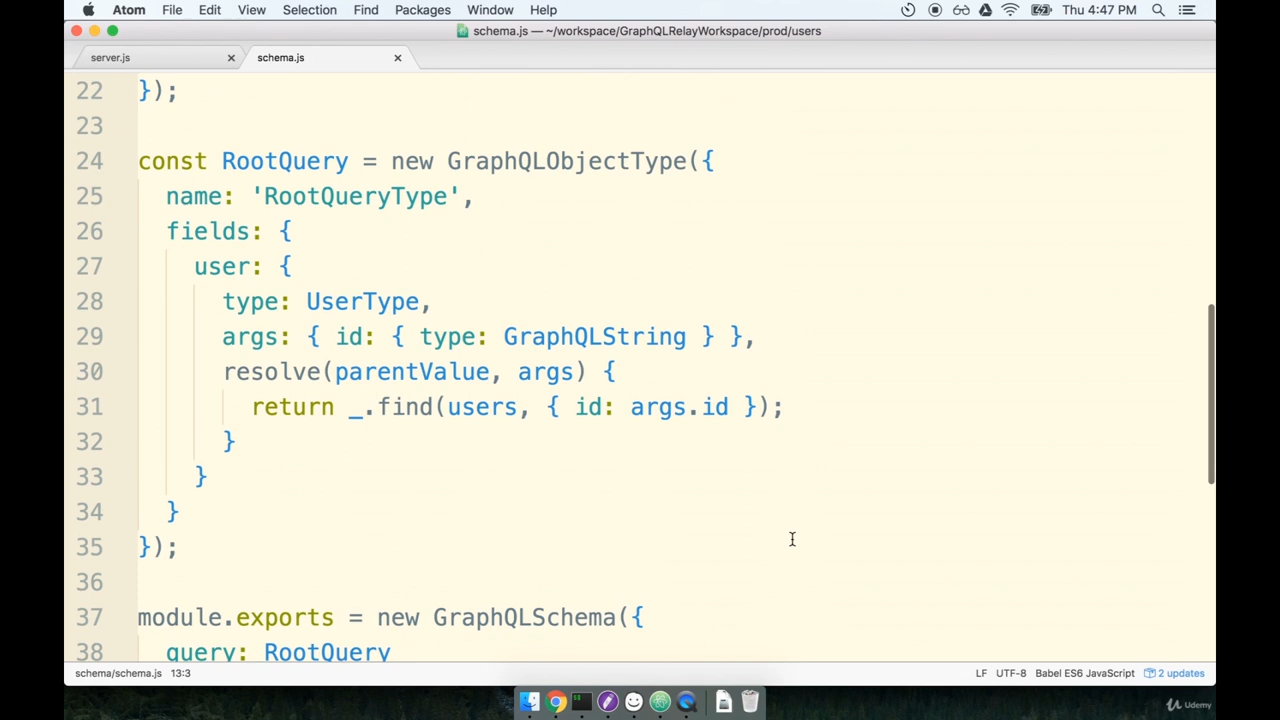 Atom File Edit View Selection Find Packages Window Help Thu 4:47 PM
schema.js — ~/workspace/GraphQLRelayWorkspace/prod/users
server.js schema.js
22 });
23
24 const RootQuery = new GraphQLObjectType({
25 name: 'RootQueryType',
26 fields: {
27 user: {
28 type: UserType,
29 args: { id: { type: GraphQLString } },
30 resolve(parentValue, args) {
31 return _.find(users, { id: args.id });
32 }
33 }
34 }
35 });
36
37 module.exports = new GraphQLSchema({
38 query: RootQuery
schema/schema.js 13:3 LF UTF-8 Babel ES6 JavaScript 2 updates
Udemy